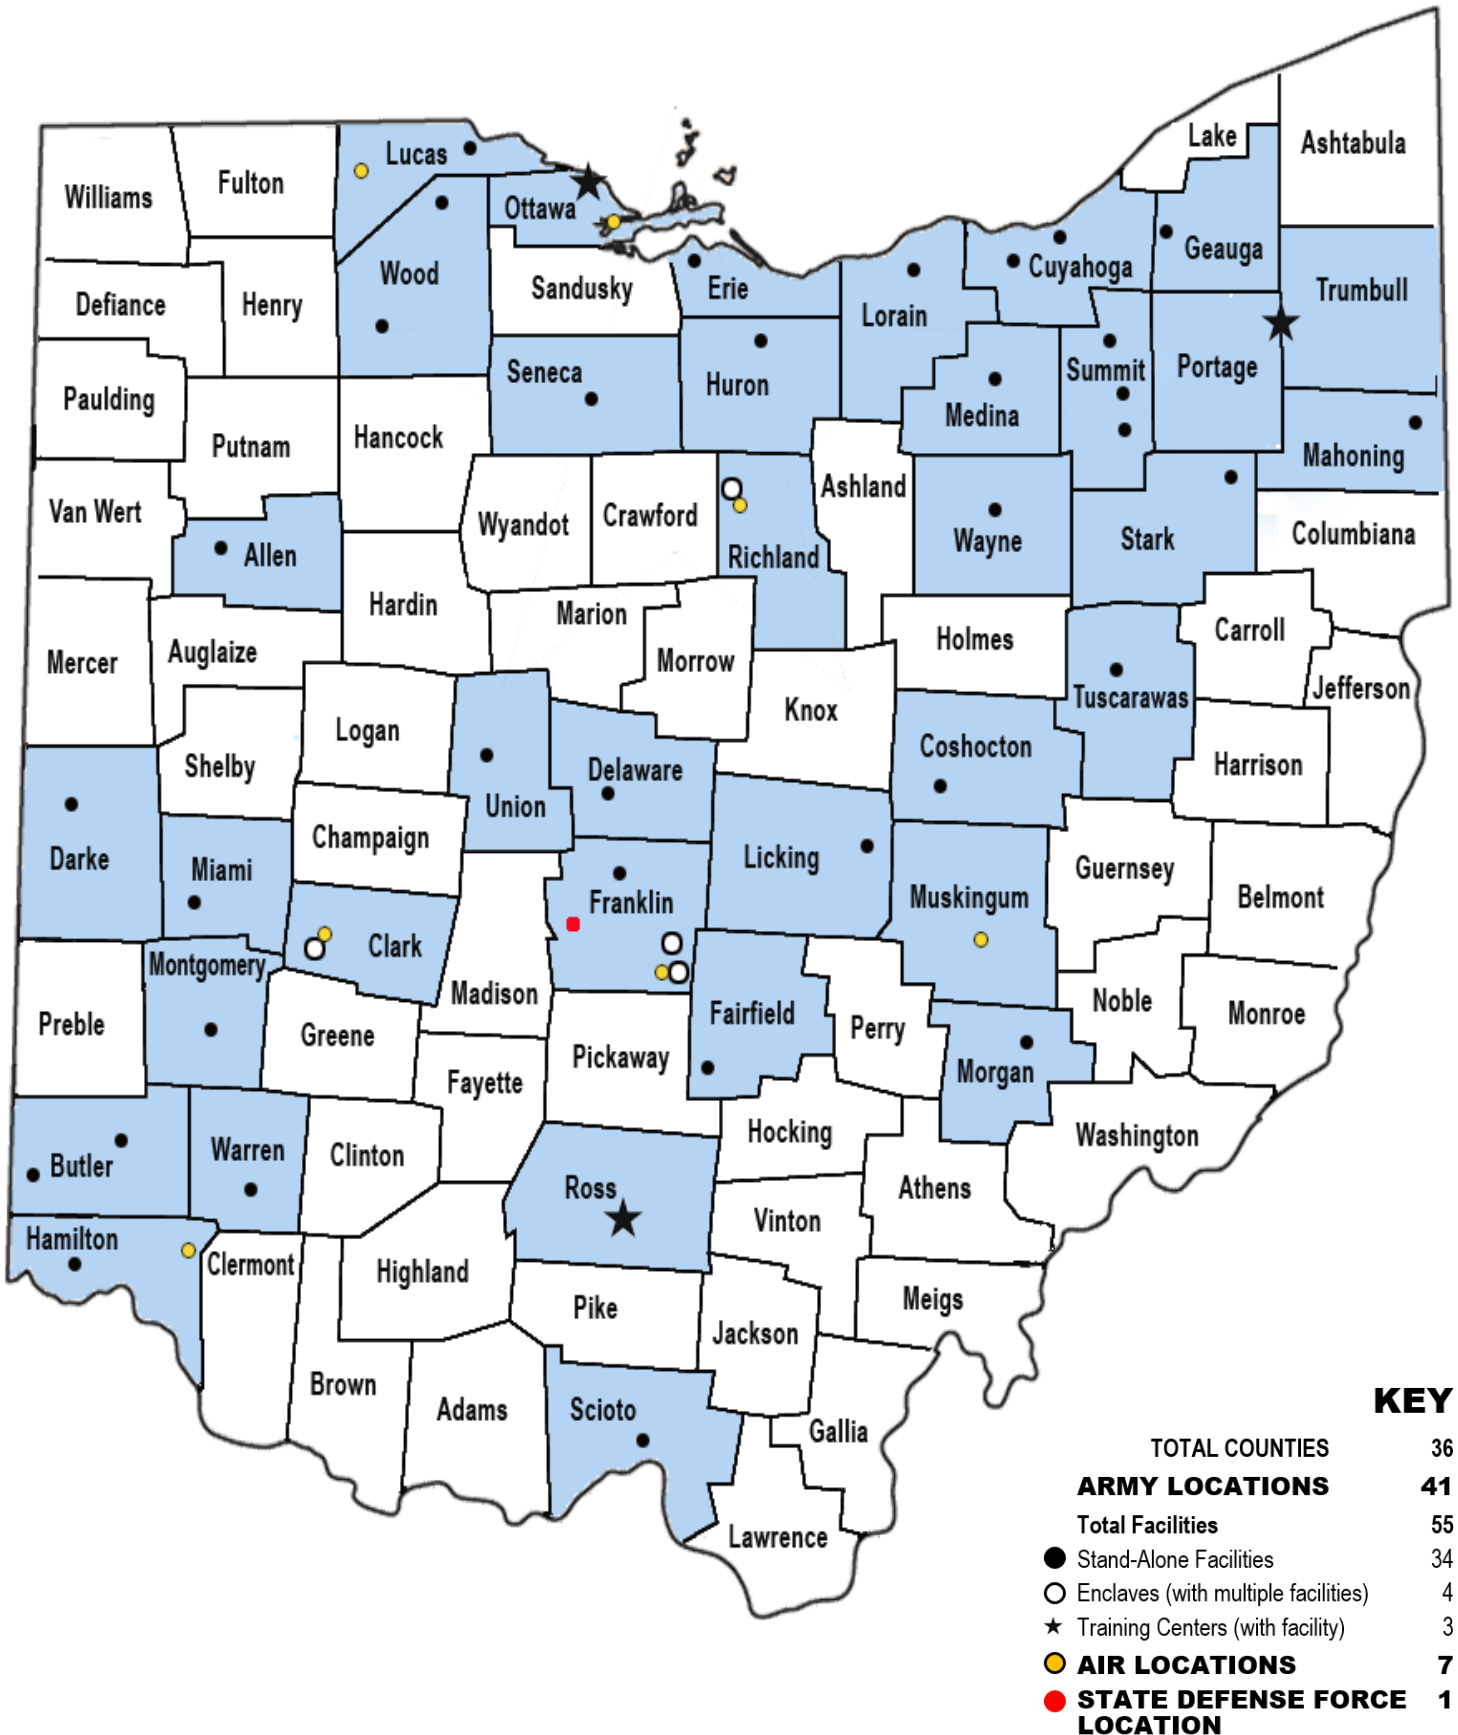 Lake
Ashtabula
Lucas
Williams
Fulton
Ottawa
Geauga
Cuyahoga
Wood
Sandusky
Erie
Trumbull
Defiance
Henry
Lorain
Summit
Portage
Seneca
Huron
Paulding
Medina
Hancock
Putnam
Mahoning
Ashland
Van Wert
Wyandot
Crawford
Columbiana
Wayne
Stark
Allen
Richland
Hardin
Marion
Carroll
Holmes
Auglaize
Mercer
Morrow
Jefferson
Tuscarawas
Knox
Logan
Coshocton
Shelby
Harrison
Delaware
Union
Champaign
Darke
Licking
Miami
Guernsey
Muskingum
Belmont
Franklin
Clark
Montgomery
Madison
Noble
Fairfield
Monroe
Preble
Perry
Greene
Pickaway
Morgan
Fayette
Hocking
Washington
Warren
Clinton
Butler
Ross
Athens
Vinton
Hamilton
Clermont
Highland
Meigs
Pike
Jackson
Brown
Adams
Scioto
Gallia
Lawrence
KEY
TOTAL COUNTIES 36
ARMY LOCATIONS 41
Total Facilities 55
Stand-Alone Facilities 34
Enclaves (with multiple facilities) 4
Training Centers (with facility) 3
AIR LOCATIONS 7
STATE DEFENSE FORCE 1
LOCATION